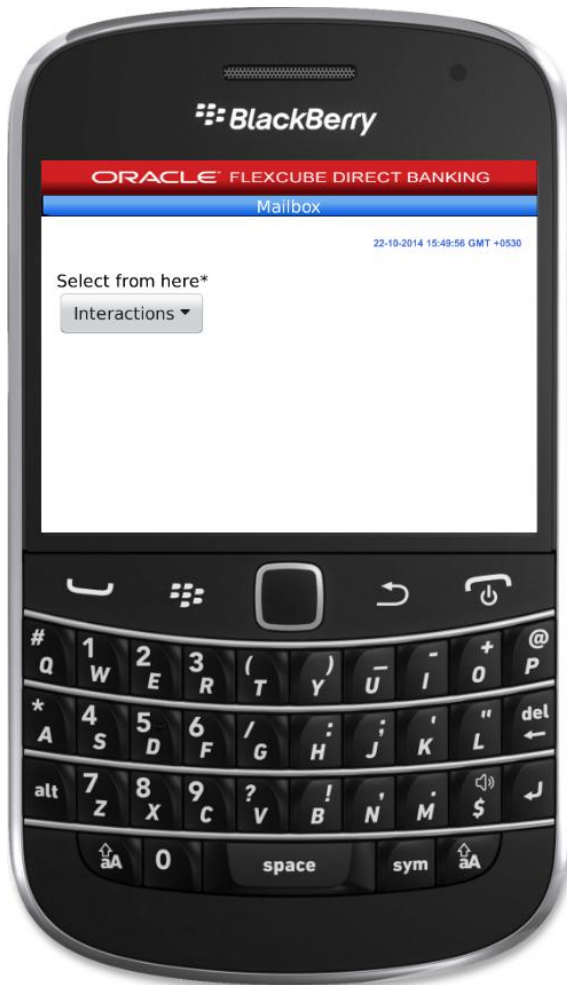 BlackBerry
ORACLE FLEXCUBE DIRECT BANKING
Mailbox
22-10-2014 15:49:56 GMT +0530
Select from here*
Interactions
# 1 2 3 ( ) _ - + @
Q W E R T Y U I O P
* 4 5 6 / : ; ' " del
A S D F G H J K L
alt 7 8 9 ? ! , . $
Z X C V B N M
aA 0 space sym aA